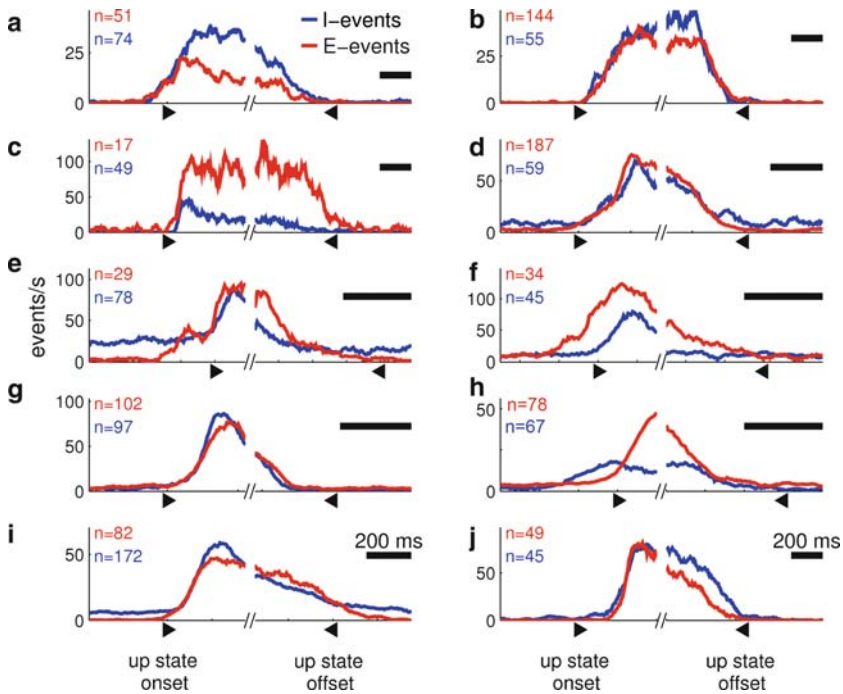 a
n=51
n=74
I-events
E-events
25
0
b
n=144
n=55
25
0
c
n=17
n=49
100
50
0
d
n=187
n=59
50
0
e
n=29
n=78
100
50
0
events/s
f
n=34
n=45
100
50
0
g
n=102
n=97
100
50
0
h
n=78
n=67
50
0
i
n=82
n=172
50
0
200 ms
j
n=49
n=45
50
0
200 ms
up state
onset
up state
offset
up state
onset
up state
offset